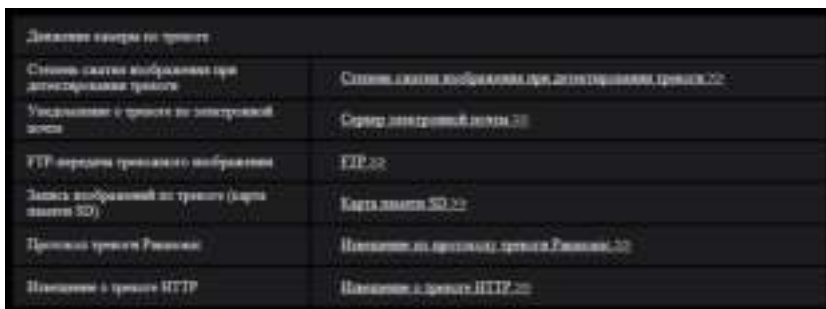 Движение камеры по тревоге
Степень сжатия изображения при
детектировании тревоги
Степень сжатия изображения при детектировании тревоги >>
Уведомление о тревоге по электронной
почте
Сервер электронной почты >>
FTP-передача тревожного изображения
FTP >>
Запись изображений по тревоге (карта
памяти SD)
Карта памяти SD >>
Протокол тревоги Panasonic
Извещение по протоколу тревоги Panasonic >>
Извещение о тревоге HTTP
Извещение о тревоге HTTP >>